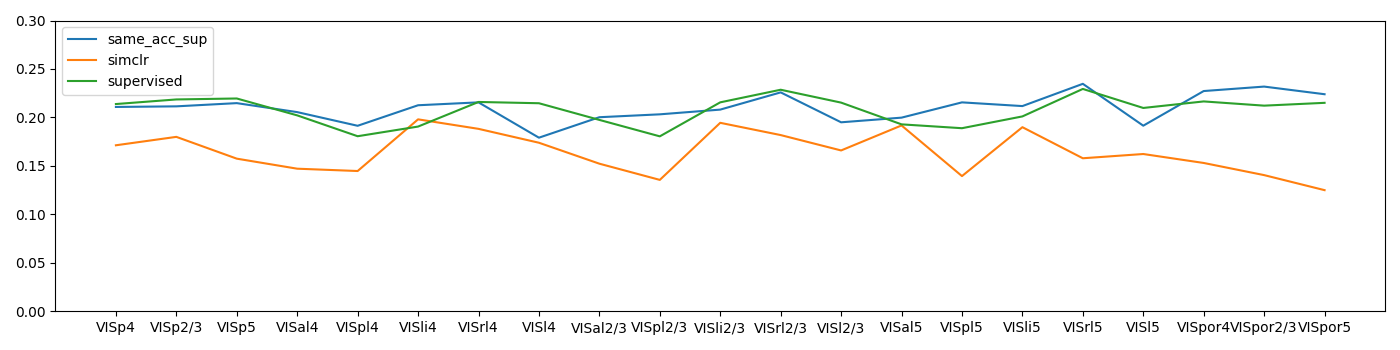 0.30
0.25
0.20
0.15
0.10
0.05
0.00
same_acc_sup
simclr
supervised
VISp4 VISp2/3 VISp5 VISal4 VISpl4 VISli4 VISrl4 VISl4 VISal2/3 VISpl2/3 VISli2/3 VISrl2/3 VISl2/3 VISal5 VISpl5 VISli5 VISrl5 VISl5 VISpor4 VISpor2/3 VISpor5